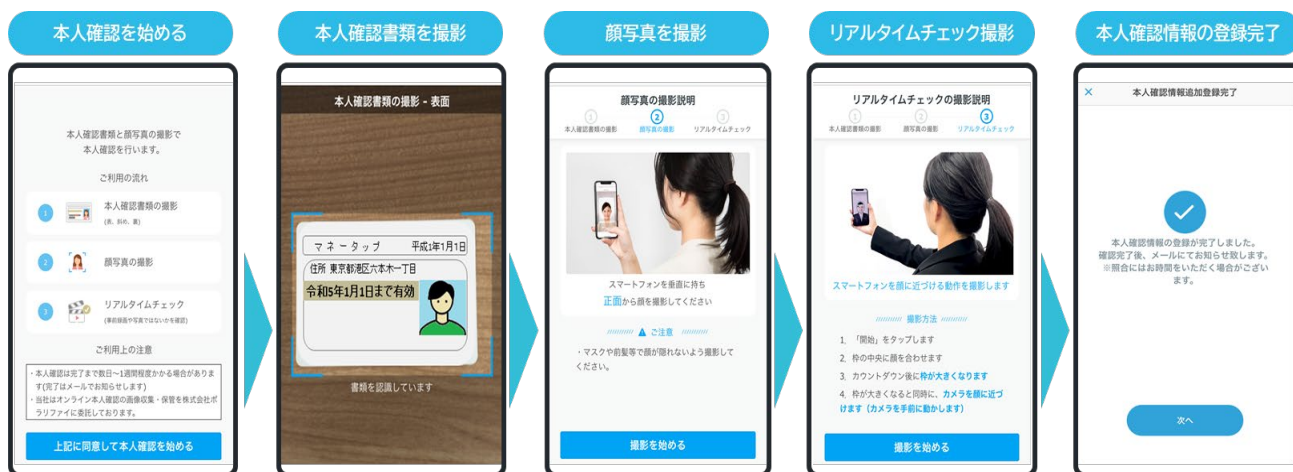 本人確認を始める
本人確認書類と顔写真の撮影で
本人確認を行います。
ご利用の流れ
1
本人確認書類の撮影
(表、斜め、裏)
2
顔写真の撮影
3
リアルタイムチェック
(事前録画や写真ではないかを確認)
ご利用上の注意
・本人確認は完了まで数日〜1週間程度かかる場合がありま
す(完了はメールでお知らせします)
・当社はオンライン本人確認の画像収集・保管を株式会社ポ
ラリファイに委託しております。
上記に同意して本人確認を始める
本人確認書類を撮影
本人確認書類の撮影 - 表面
マネータップ 平成1年1月1日
住所 東京都港区六本木一丁目
令和5年1月1日まで有効
書類を認識しています
顔写真を撮影
顔写真の撮影説明
1 2 3
本人確認書類の撮影 顔写真の撮影 リアルタイムチェック
スマートフォンを垂直に持ち
正面から顔を撮影してください
ご注意
・マスクや前髪等で顔が隠れないよう撮影して
ください。
撮影を始める
リアルタイムチェック撮影
リアルタイムチェックの撮影説明
1 2 3
本人確認書類の撮影 顔写真の撮影 リアルタイムチェック
スマートフォンを顔に近づける動作を撮影します
撮影方法
1. 「開始」をタップします
2. 枠の中央に顔を合わせます
3. カウントダウン後に枠が大きくなります
4. 枠が大きくなると同時に、カメラを顔に近づ
けます（カメラを手前に動かします）
撮影を始める
本人確認情報の登録完了
× 本人確認情報追加登録完了
本人確認情報の登録が完了しました。
確認完了後、メールにてお知らせ致します。
※照合にはお時間をいただく場合がござい
ます。
次へ